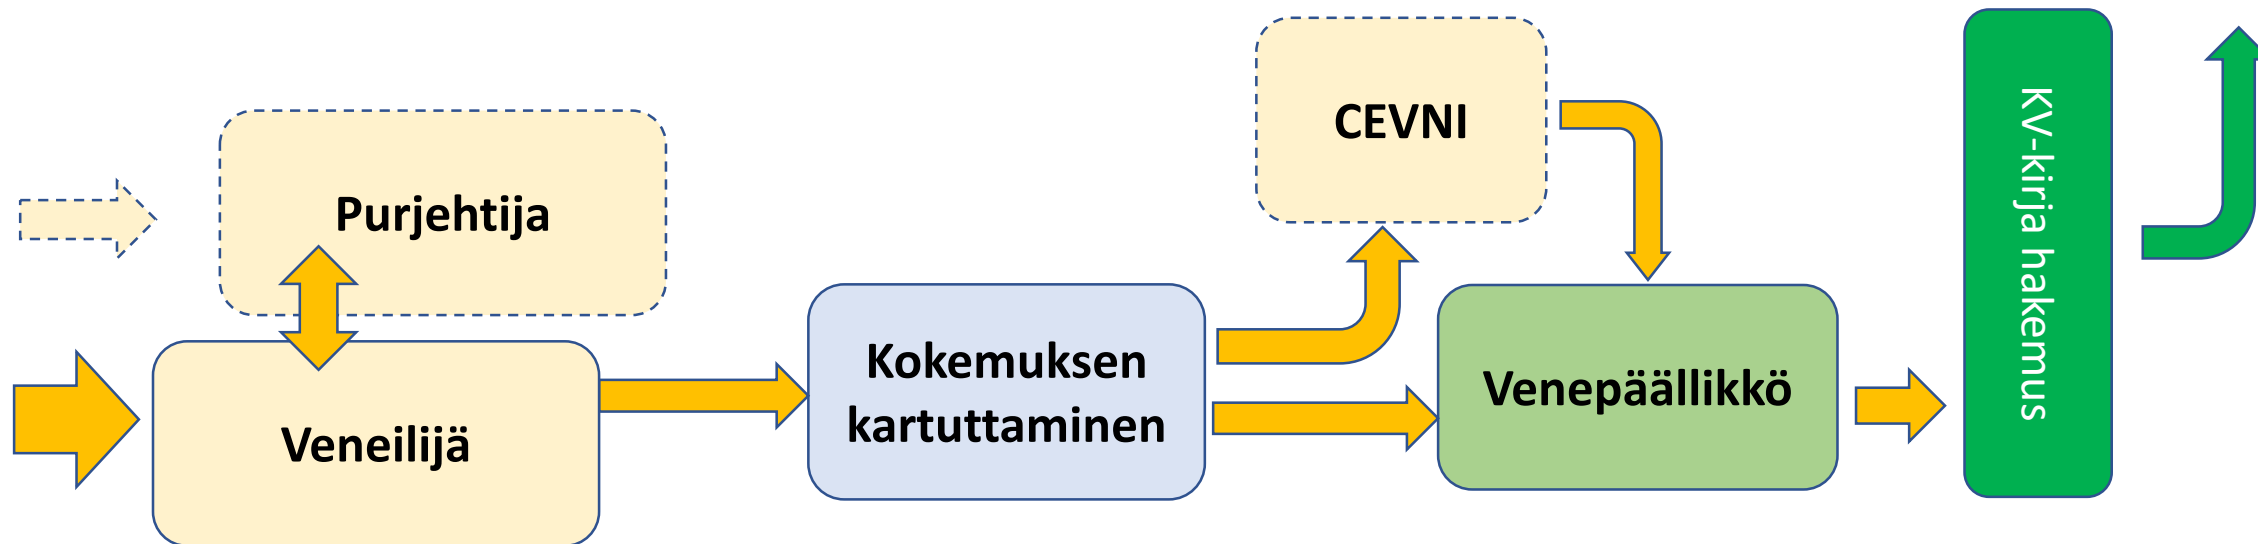 Purjehtija
Veneilijä
Kokemuksen
kartuttaminen
CEVNI
Venepäällikkö
KV-kirja hakemus